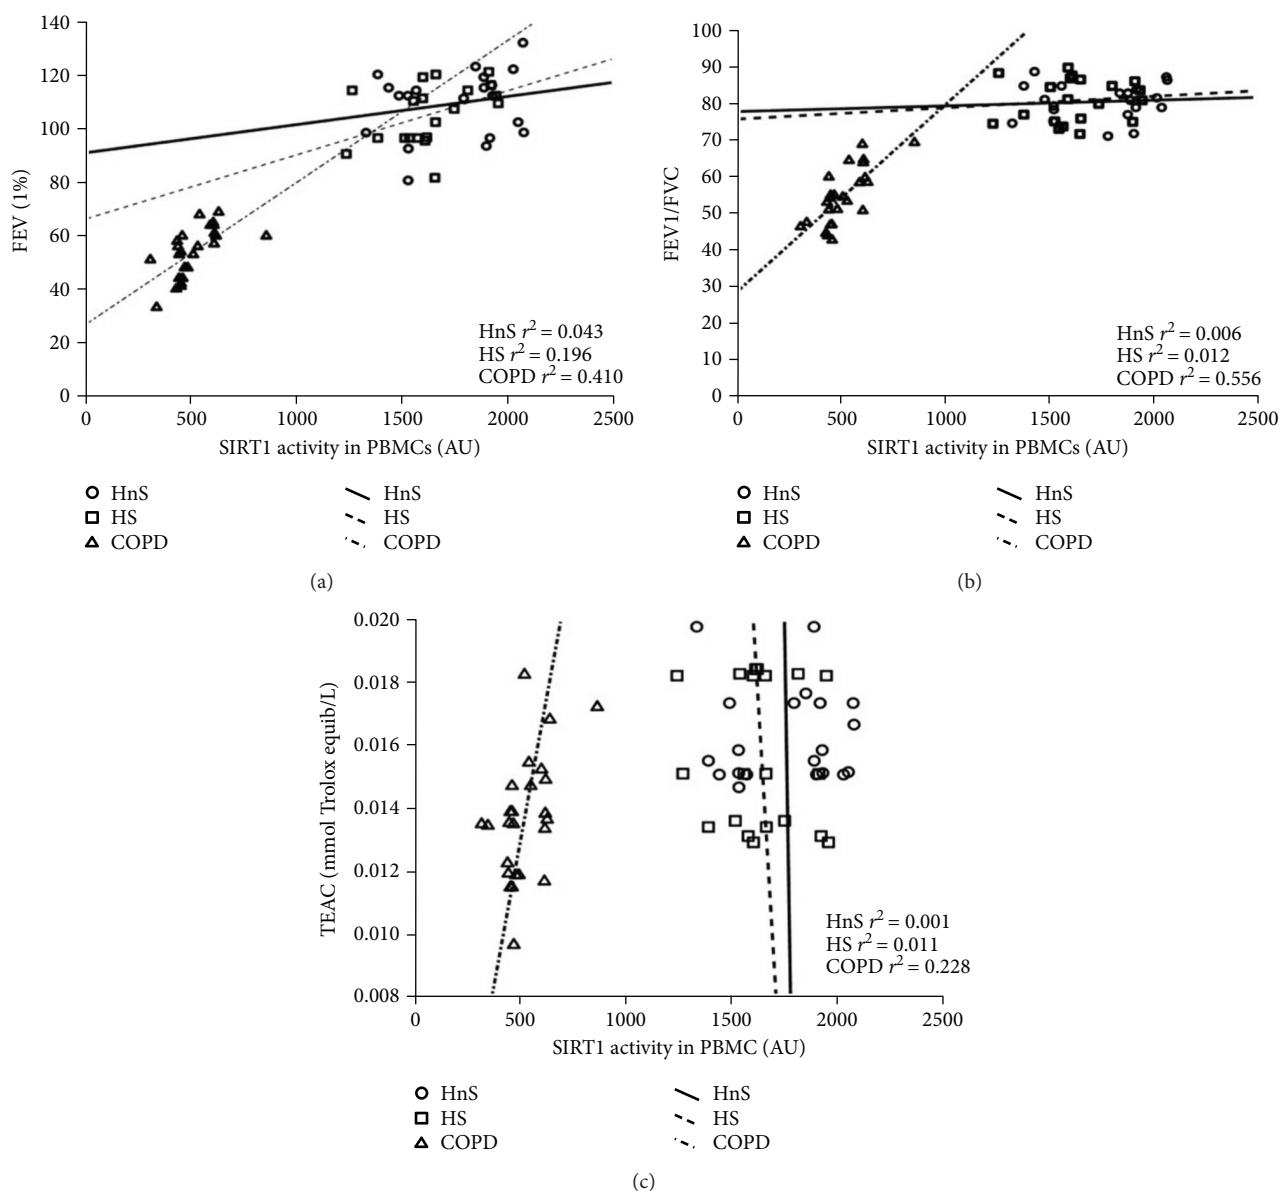 140
120
100
80
60
40
20
0
FEV (1%)
HnS r² = 0.043
HS r² = 0.196
COPD r² = 0.410
0 500 1000 1500 2000 2500
SIRT1 activity in PBMCs (AU)
HnS HnS
HS HS
COPD COPD
(a)
100
90
80
70
60
50
40
30
20
10
0
FEV1/FVC
HnS r² = 0.006
HS r² = 0.012
COPD r² = 0.556
0 500 1000 1500 2000 2500
SIRT1 activity in PBMCs (AU)
HnS HnS
HS HS
COPD COPD
(b)
0.020
0.018
0.016
0.014
0.012
0.010
0.008
TEAC (mmol Trolox equib/L)
HnS r² = 0.001
HS r² = 0.011
COPD r² = 0.228
0 500 1000 1500 2000 2500
SIRT1 activity in PBMC (AU)
HnS HnS
HS HS
COPD COPD
(c)